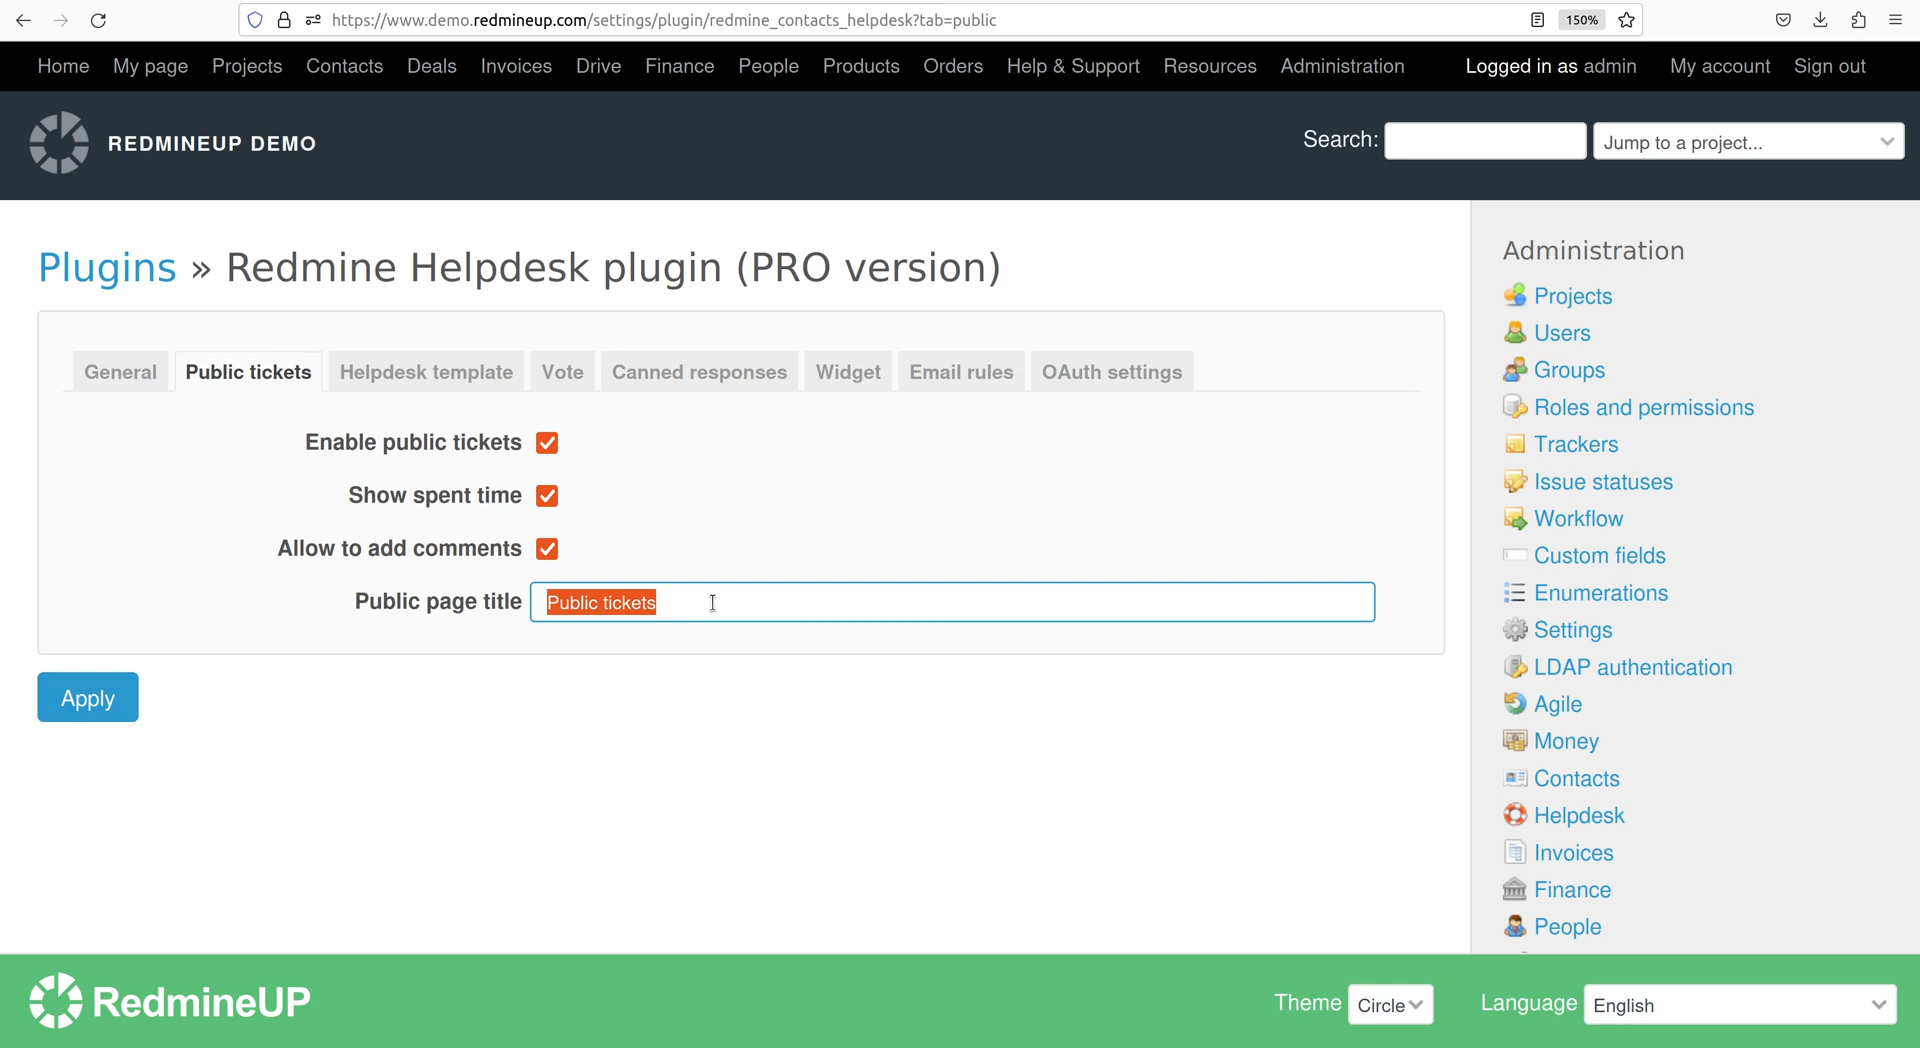 https://www.demo.redmineup.com/settings/plugin/redmine_contacts_helpdesk?tab=public
150%
Home My page Projects Contacts Deals Invoices Drive Finance People Products Orders Help & Support Resources Administration Logged in as admin My account Sign out
REDMINEUP DEMO
Search: Jump to a project...
Plugins » Redmine Helpdesk plugin (PRO version)
General Public tickets Helpdesk template Vote Canned responses Widget Email rules OAuth settings
Enable public tickets
Show spent time
Allow to add comments
Public page title Public tickets
Apply
Administration
Projects
Users
Groups
Roles and permissions
Trackers
Issue statuses
Workflow
Custom fields
Enumerations
Settings
LDAP authentication
Agile
Money
Contacts
Helpdesk
Invoices
Finance
People
RedmineUP
Theme Circle Language English